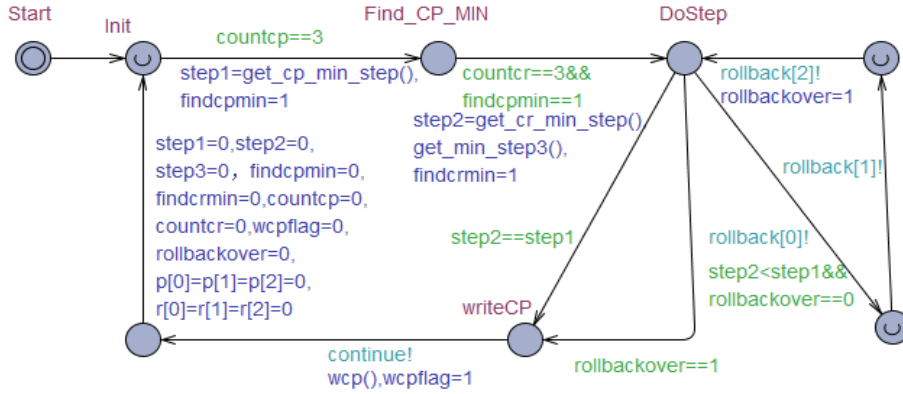 Start
Init
Find_CP_MIN
DoStep
countcp==3
step1=get_cp_min_step(),
findcpmin=1
countcr==3&&
findcpmin==1
step2=get_cr_min_step(),
get_min_step3(),
findcrmin=1
rollback[2]!
rollbackover=1
step1=0,step2=0,
step3=0，findcpmin=0,
findcrmin=0,countcp=0,
countcr=0,wcpflag=0,
rollbackover=0,
p[0]=p[1]=p[2]=0,
r[0]=r[1]=r[2]=0
rollback[1]!
step2==step1
rollback[0]!
step2<step1&&
rollbackover==0
writeCP
continue!
wcp(),wcpflag=1
rollbackover==1